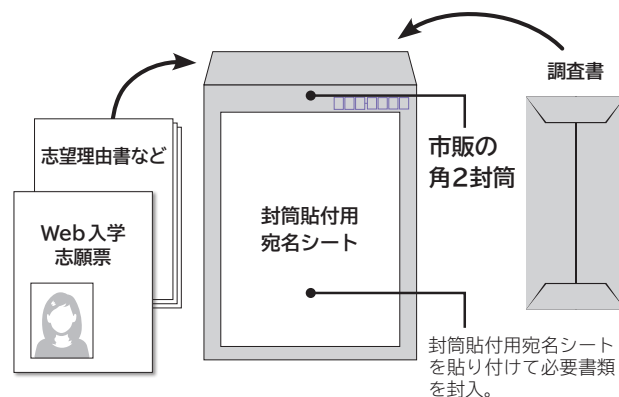 調査書
志望理由書など
Web入学
志願票
市販の
角2封筒
封筒貼付用
宛名シート
封筒貼付用宛名シート
を貼り付けて必要書類
を封入。